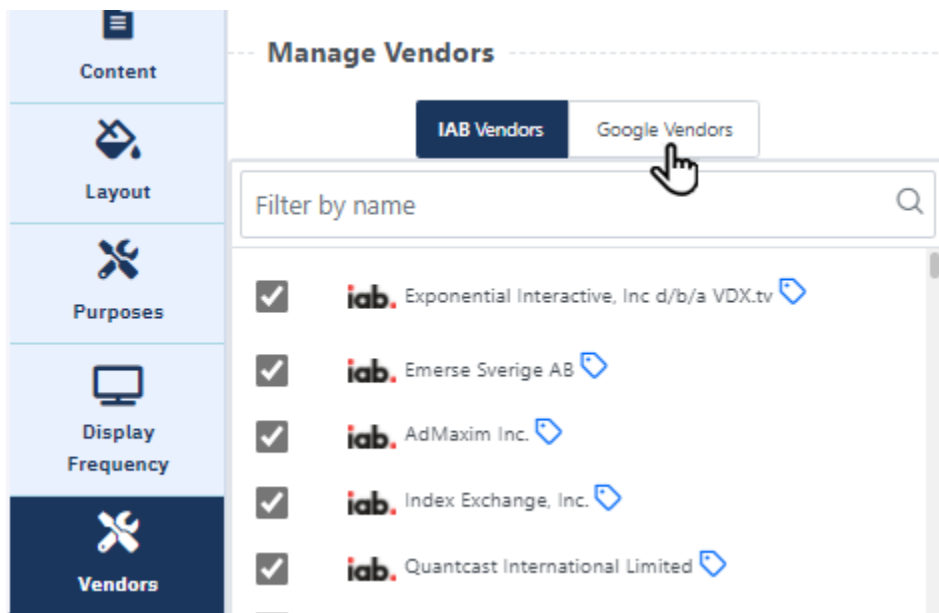 Content
Layout
Purposes
Display
Frequency
Vendors
Manage Vendors
IAB Vendors
Google Vendors
Filter by name
iab. Exponential Interactive, Inc d/b/a VDX.tv
iab. Emerse Sverige AB
iab. AdMaxim Inc.
iab. Index Exchange, Inc.
iab. Quantcast International Limited